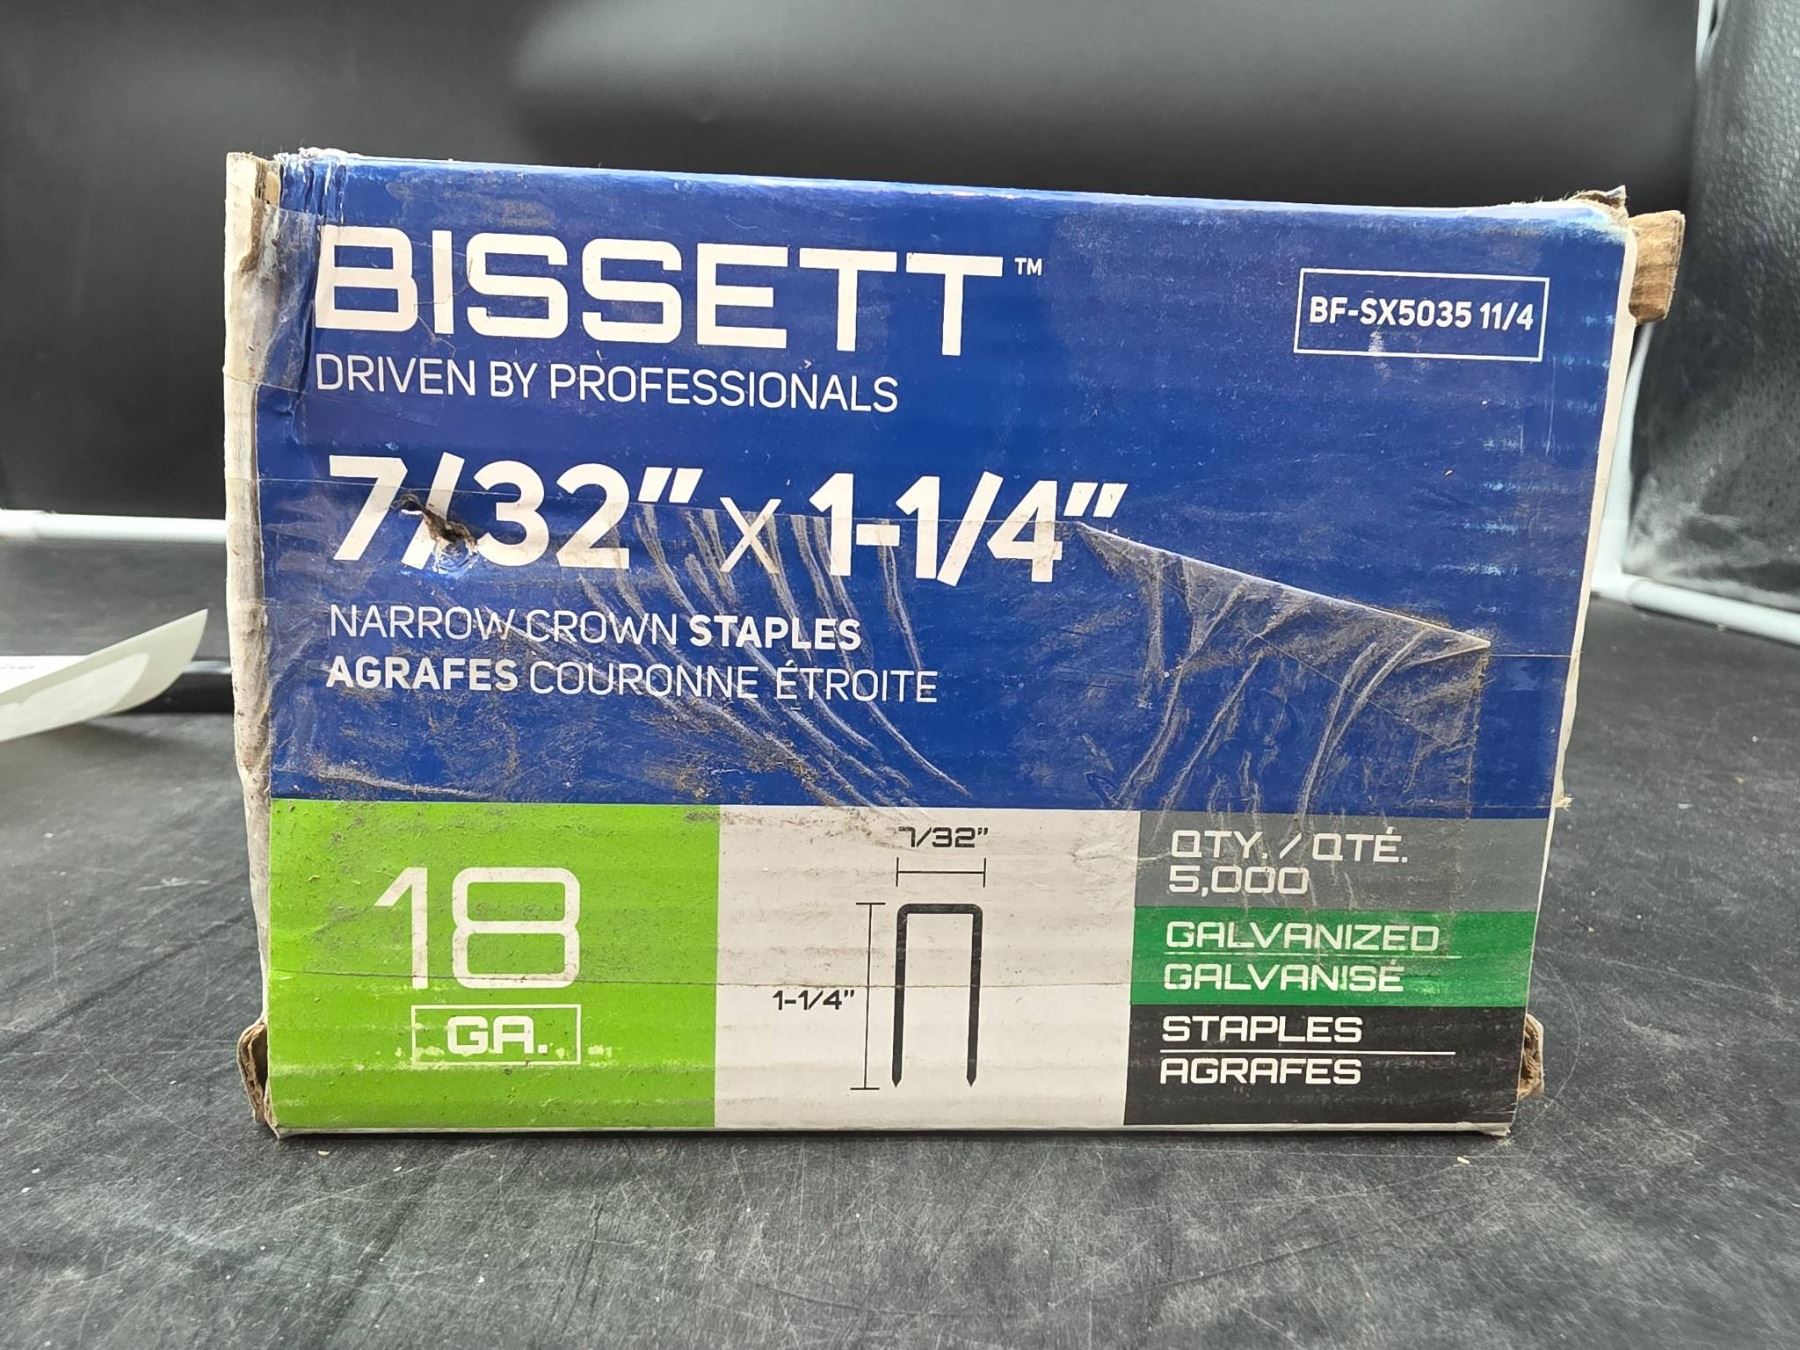 BISSETT™
DRIVEN BY PROFESSIONALS
BF-SX5035 11/4
7/32" x 1-1/4"
NARROW CROWN STAPLES
AGRAFES COURONNE ÉTROITE
18
GA.
7/32"
1-1/4"
QTY. / QTÉ.
5,000
GALVANIZED
GALVANISÉ
STAPLES
AGRAFES